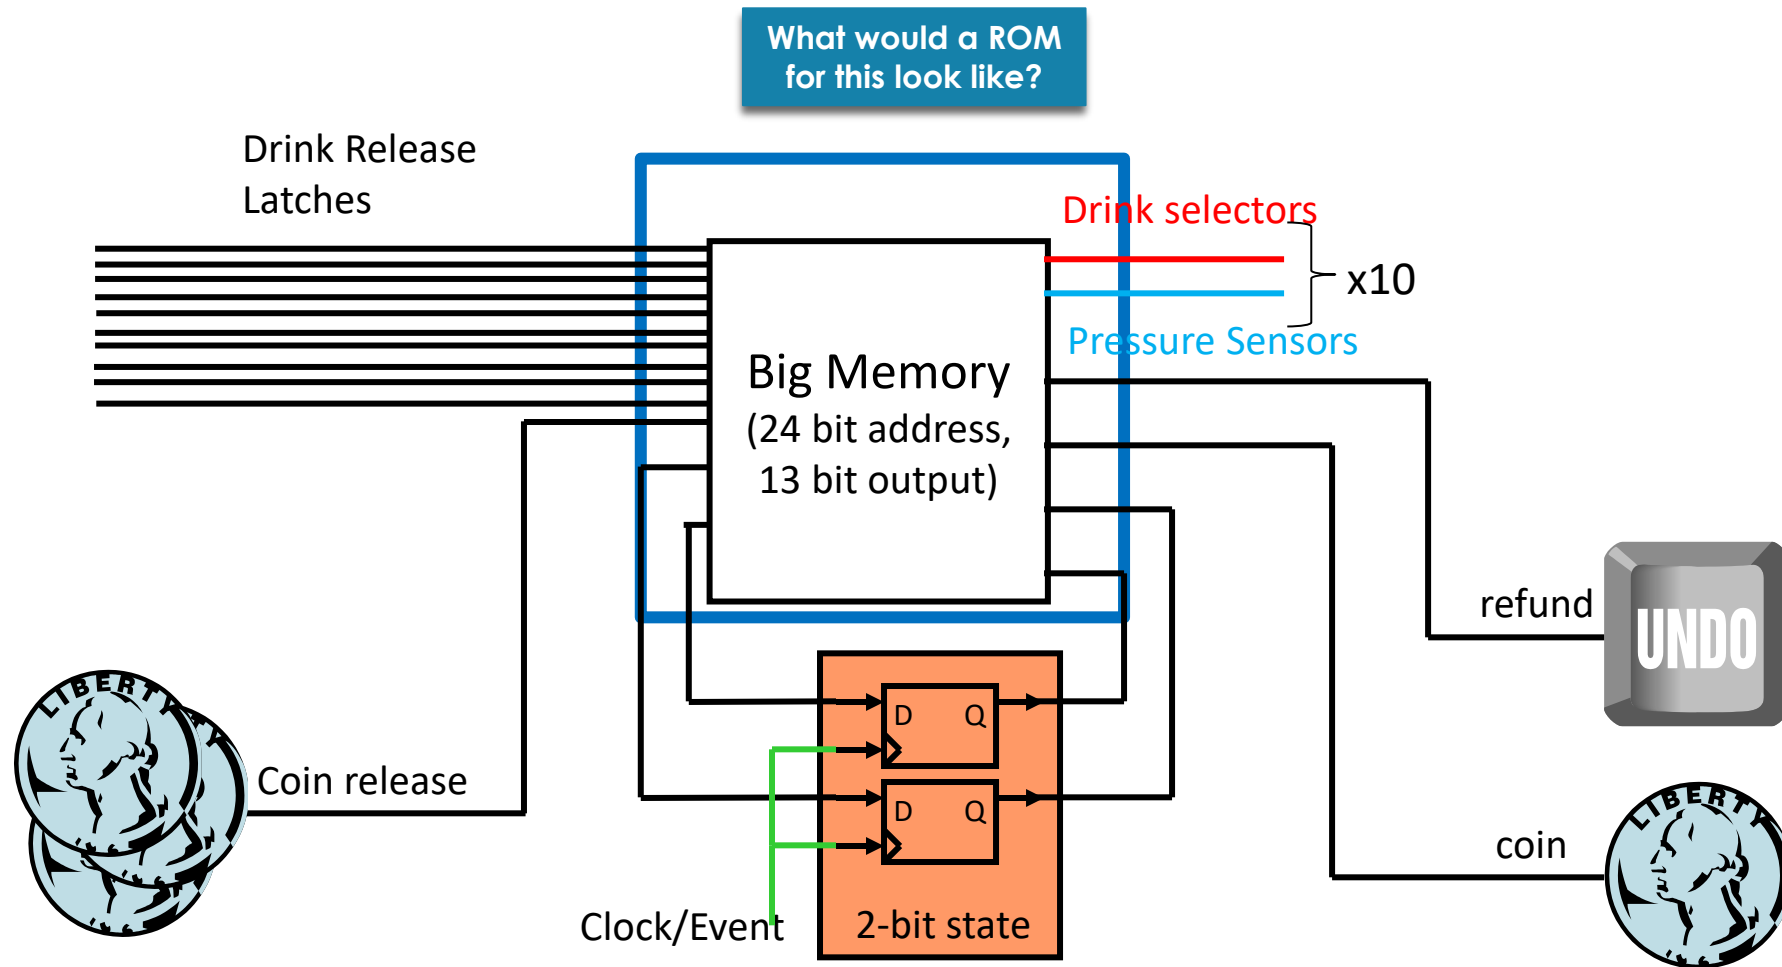 What would a ROM
for this look like?
Drink Release
Latches
Drink selectors
x10
Pressure Sensors
Big Memory
(24 bit address,
13 bit output)
refund
UNDO
D Q
D Q
LIBERTY
Coin release
coin
LIBERTY
Clock/Event
2-bit state